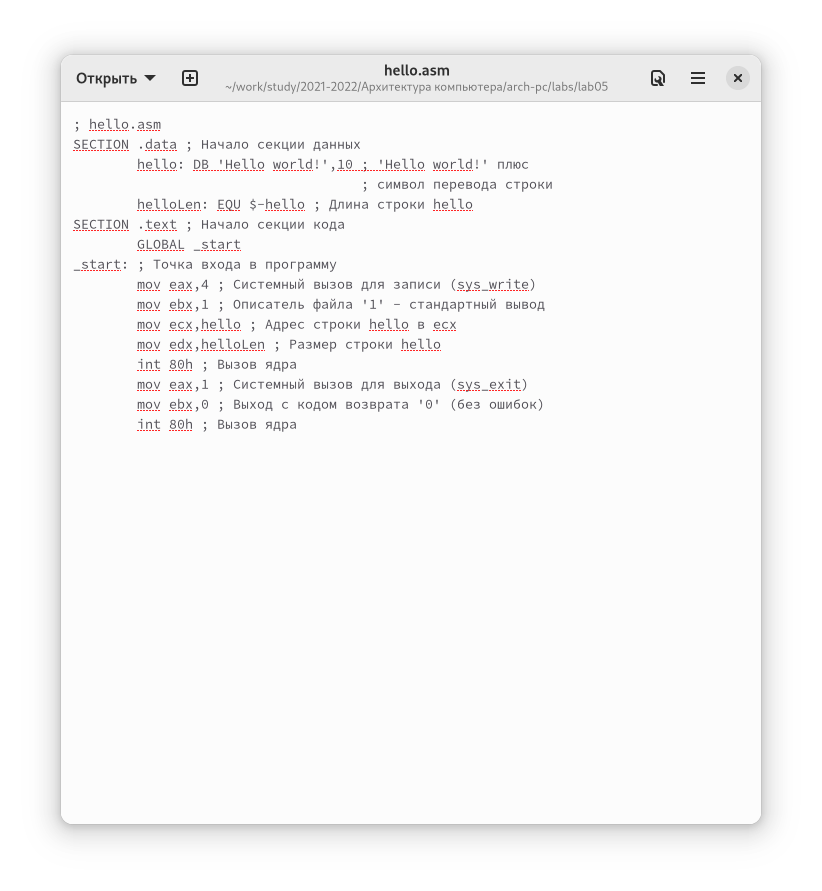 Открыть
hello.asm
~/work/study/2021-2022/Архитектура компьютера/arch-pc/labs/lab05
; hello.asm
SECTION .data ; Начало секции данных
hello: DB 'Hello world!',10 ; 'Hello world!' плюс
; символ перевода строки
helloLen: EQU $-hello ; Длина строки hello
SECTION .text ; Начало секции кода
GLOBAL _start
_start: ; Точка входа в программу
mov eax,4 ; Системный вызов для записи (sys_write)
mov ebx,1 ; Описатель файла '1' - стандартный вывод
mov ecx,hello ; Адрес строки hello в ecx
mov edx,helloLen ; Размер строки hello
int 80h ; Вызов ядра
mov eax,1 ; Системный вызов для выхода (sys_exit)
mov ebx,0 ; Выход с кодом возврата '0' (без ошибок)
int 80h ; Вызов ядра